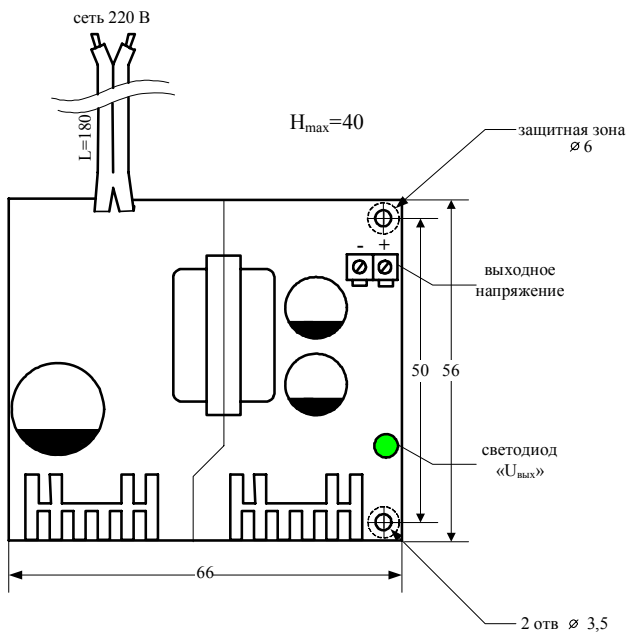 сеть 220 В
L=180
Hmax=40
защитная зона
⌀ 6
- +
выходное
напряжение
50
56
светодиод
«Uвых»
66
2 отв ⌀ 3,5